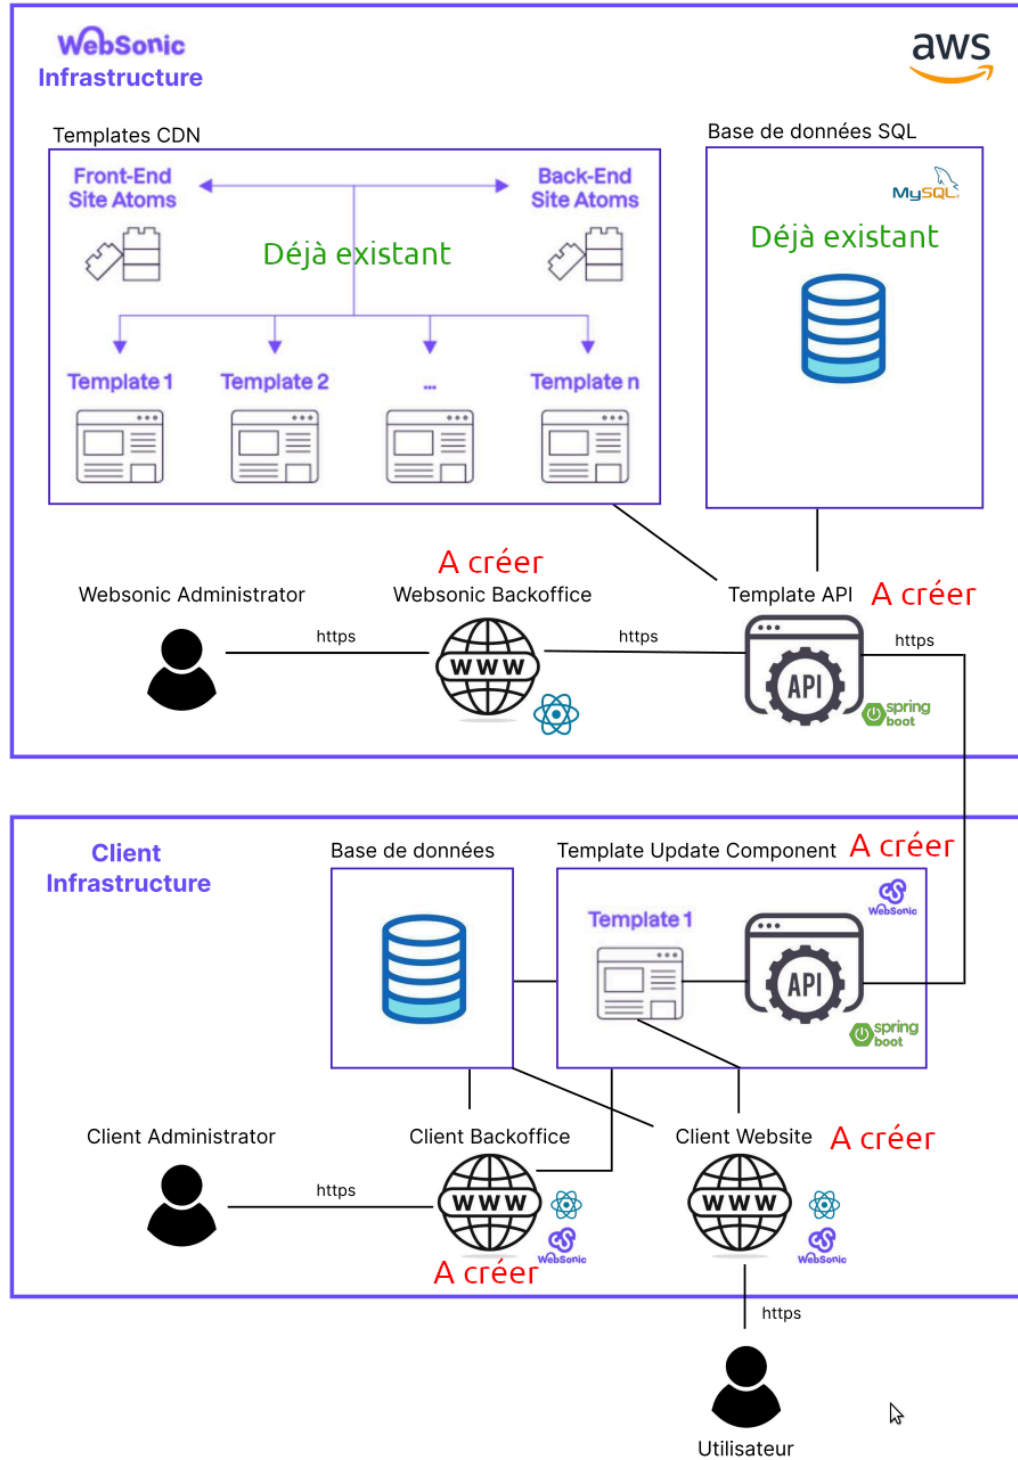 WebSonic
Infrastructure
aws
Templates CDN
Base de données SQL
Front-End
Site Atoms
Back-End
Site Atoms
MySQL
Déjà existant
Déjà existant
Template 1
Template 2
...
Template n
A créer
Websonic Administrator
Websonic Backoffice
Template API
A créer
https
https
https
WWW
API
spring
boot
Client
Infrastructure
Base de données
Template Update Component
A créer
WebSonic
Template 1
API
spring
boot
Client Administrator
Client Backoffice
Client Website
A créer
https
WWW
WWW
WebSonic
WebSonic
A créer
https
Utilisateur